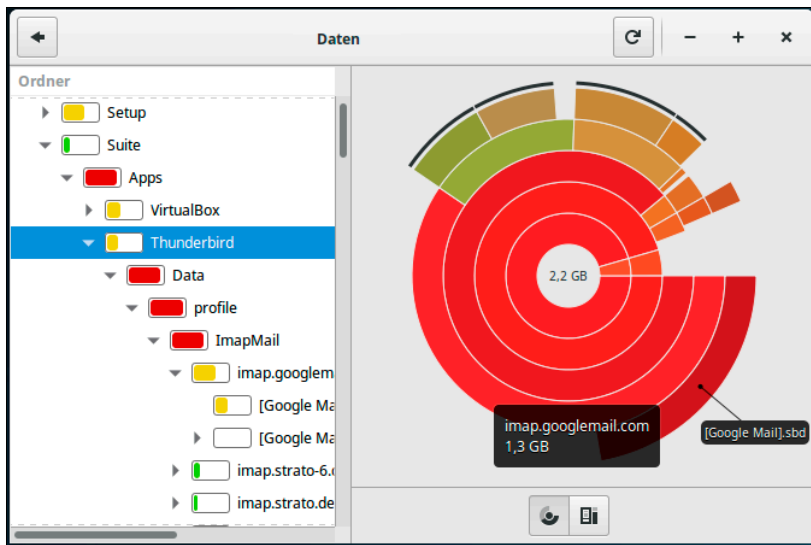 Daten
Ordner
Setup
Suite
Apps
VirtualBox
Thunderbird
Data
profile
ImapMail
imap.googlem
[Google Ma
[Google Ma
imap.strato-6.
imap.strato.de
2,2 GB
imap.googlemail.com
1,3 GB
[Google Mail].sbd